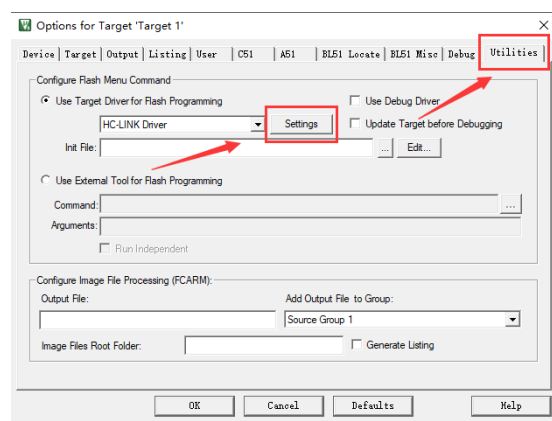 Options for Target 'Target 1'
Device Target Output Listing User C51 A51 BL51 Locate BL51 Misc Debug Utilities
Configure Flash Menu Command
Use Target Driver for Flash Programming
Use Debug Driver
HC-LINK Driver
Settings
Update Target before Debugging
Init File:
...
Edit...
Use External Tool for Flash Programming
Command:
...
Arguments:
Run Independent
Configure Image File Processing (FCARM):
Output File:
Add Output File to Group:
Source Group 1
Image Files Root Folder:
Generate Listing
OK Cancel Defaults Help